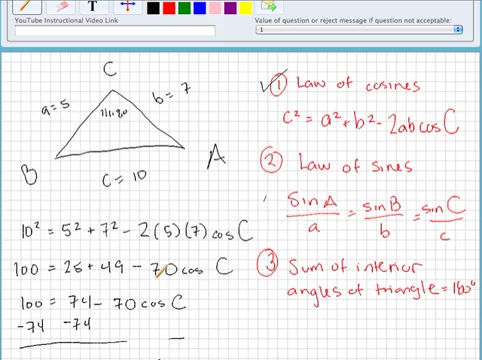 YouTube Instructional Video Link
Value of question or reject message if question not acceptable:
1
T
C
a = 5
b = 7
111.80
B
A
c = 10
10² = 5² + 7² - 2(5)(7) cos C
100 = 25 + 49 - 70 cos C
100 = 74 - 70 cos C
-74 -74
① Law of cosines
c² = a² + b² - 2ab cos C
② Law of sines
sin A / a = sin B / b = sin C / c
③ Sum of interior
angles of triangle = 180°